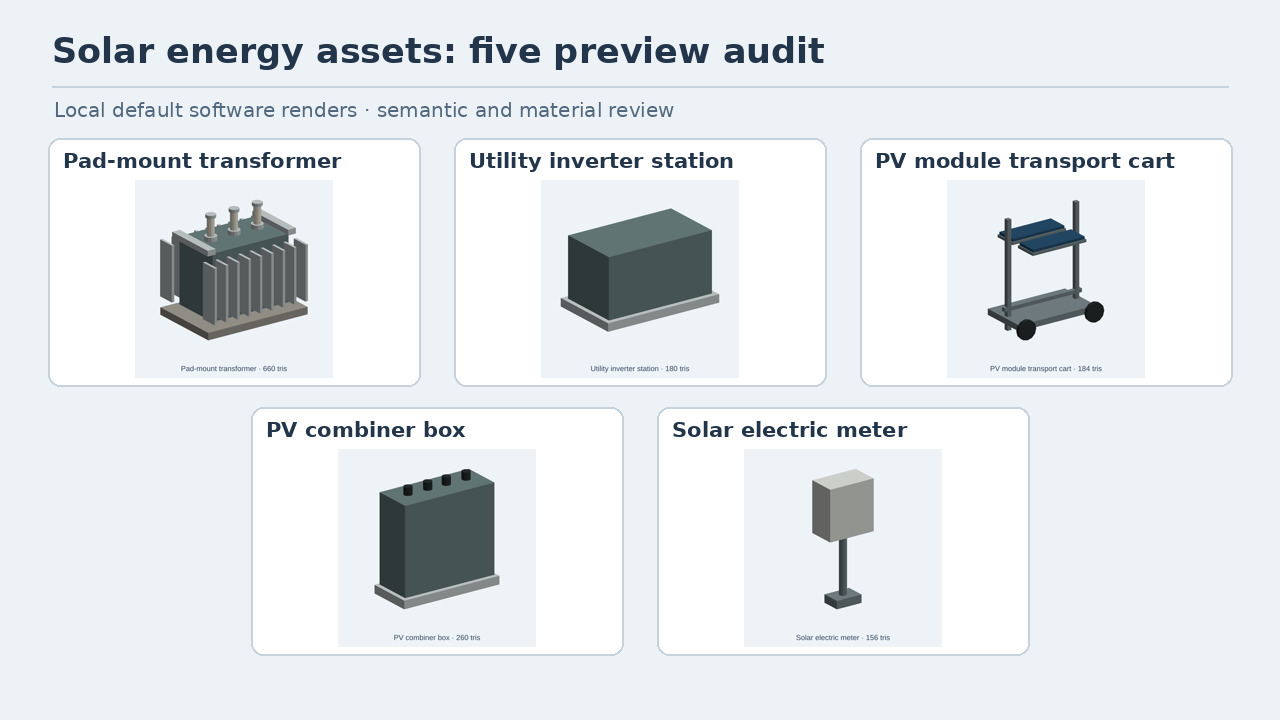 Solar energy assets: five preview audit
Local default software renders · semantic and material review
Pad-mount transformer
Pad-mount transformer · 660 tris
Utility inverter station
Utility inverter station · 180 tris
PV module transport cart
PV module transport cart · 184 tris
PV combiner box
PV combiner box · 260 tris
Solar electric meter
Solar electric meter · 156 tris